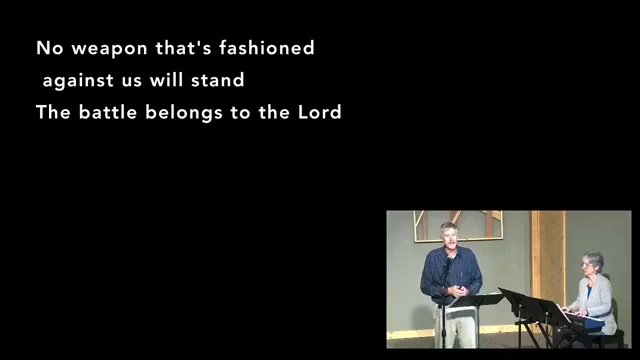 No weapon that's fashioned
against us will stand
The battle belongs to the Lord